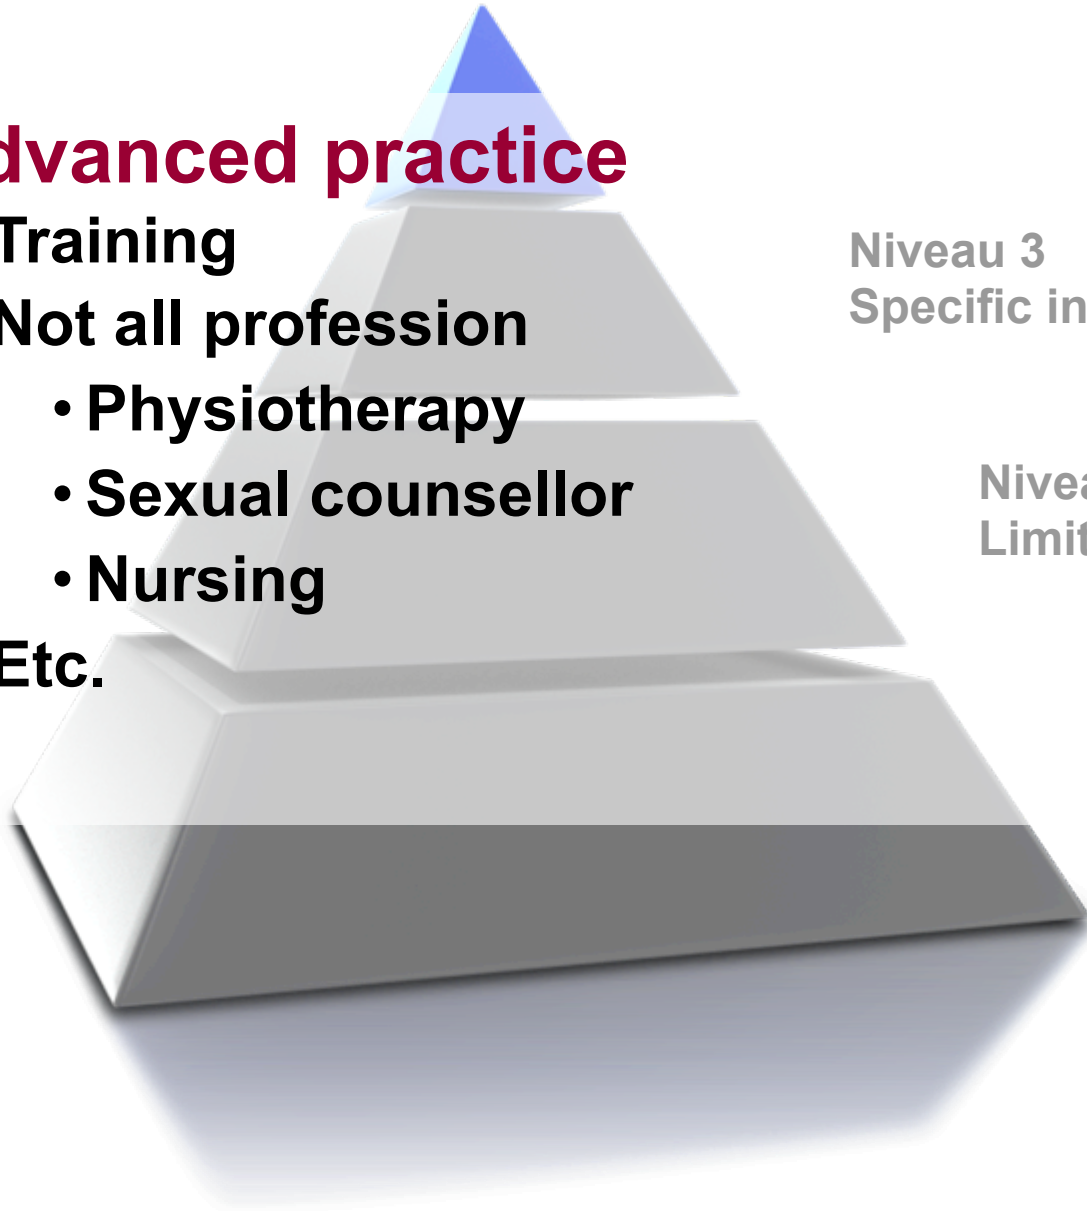 dvanced practice
Training
Not all profession
• Physiotherapy
• Sexual counsellor
• Nursing
Etc.
Niveau 3
Specific in
Nivea
Limit